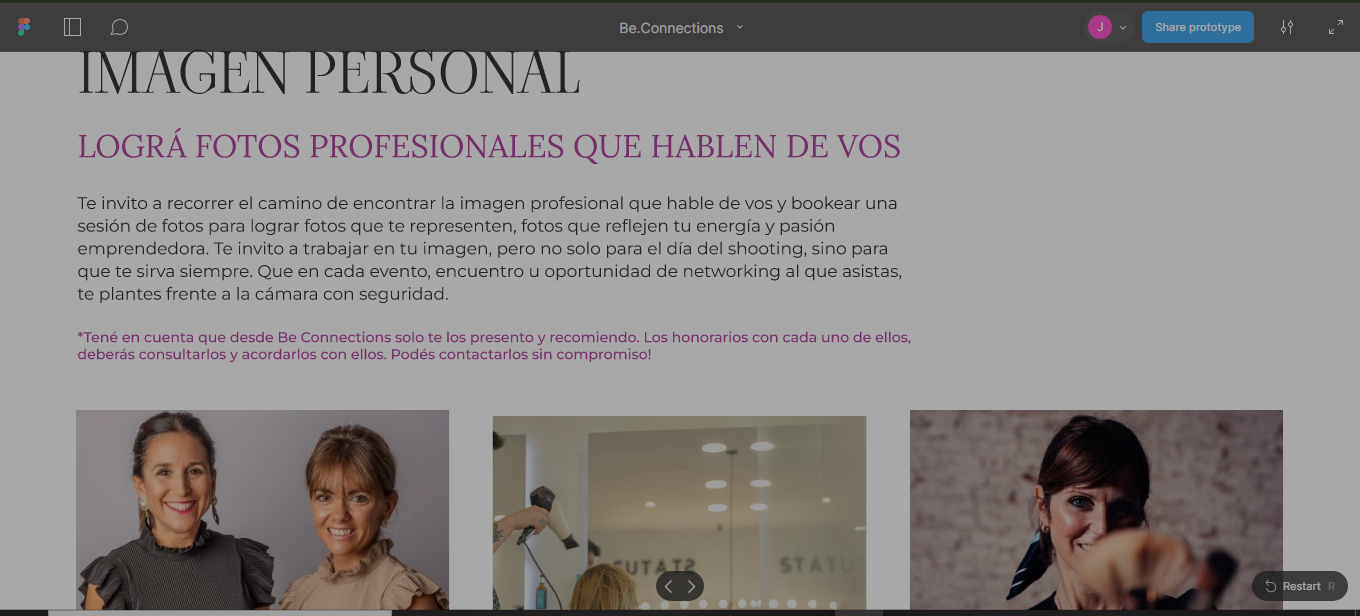 Be.Connections
J
Share prototype
IMAGEN PERSONAL
LOGRÁ FOTOS PROFESIONALES QUE HABLEN DE VOS
Te invito a recorrer el camino de encontrar la imagen profesional que hable de vos y bookear una
sesión de fotos para lograr fotos que te representen, fotos que reflejen tu energía y pasión
emprendedora. Te invito a trabajar en tu imagen, pero no solo para el día del shooting, sino para
que te sirva siempre. Que en cada evento, encuentro u oportunidad de networking al que asistas,
te plantes frente a la cámara con seguridad.
*Tené en cuenta que desde Be Connections solo te los presento y recomiendo. Los honorarios con cada uno de ellos,
deberás consultarlos y acordarlos con ellos. Podés contactarlos sin compromiso!
Restart R